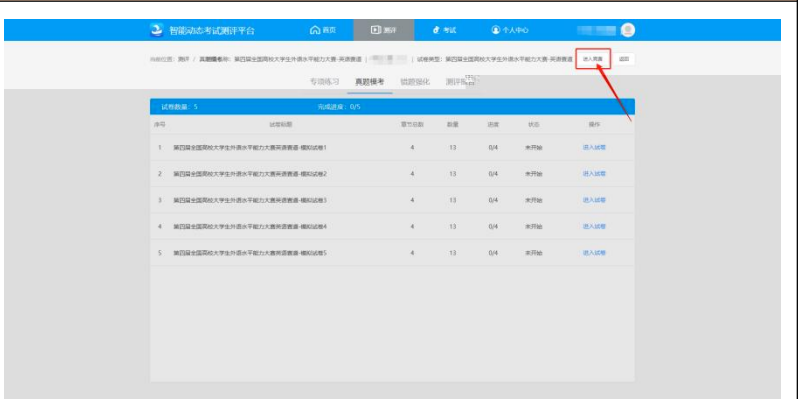 智能动态考试测评平台 首页 测评 考试 个人中心
当前位置: 测评 / 真题模考 第四届全国高校大学生外语水平能力大赛-英语赛道 | | 试卷类型: 第四届全国高校大学生外语水平能力大赛-英语赛道 进入真题 返回
专项练习 真题模考 错题强化
试卷数量: 5 完成进度: 0/5
序号 试卷标题 章节总数 数量 进度 状态 操作
1 第四届全国高校大学生外语水平能力大赛英语赛道-模拟试卷1 4 13 0/4 未开始 进入试卷
2 第四届全国高校大学生外语水平能力大赛英语赛道-模拟试卷2 4 13 0/4 未开始 进入试卷
3 第四届全国高校大学生外语水平能力大赛英语赛道-模拟试卷3 4 13 0/4 未开始 进入试卷
4 第四届全国高校大学生外语水平能力大赛英语赛道-模拟试卷4 4 13 0/4 未开始 进入试卷
5 第四届全国高校大学生外语水平能力大赛英语赛道-模拟试卷5 4 13 0/4 未开始 进入试卷